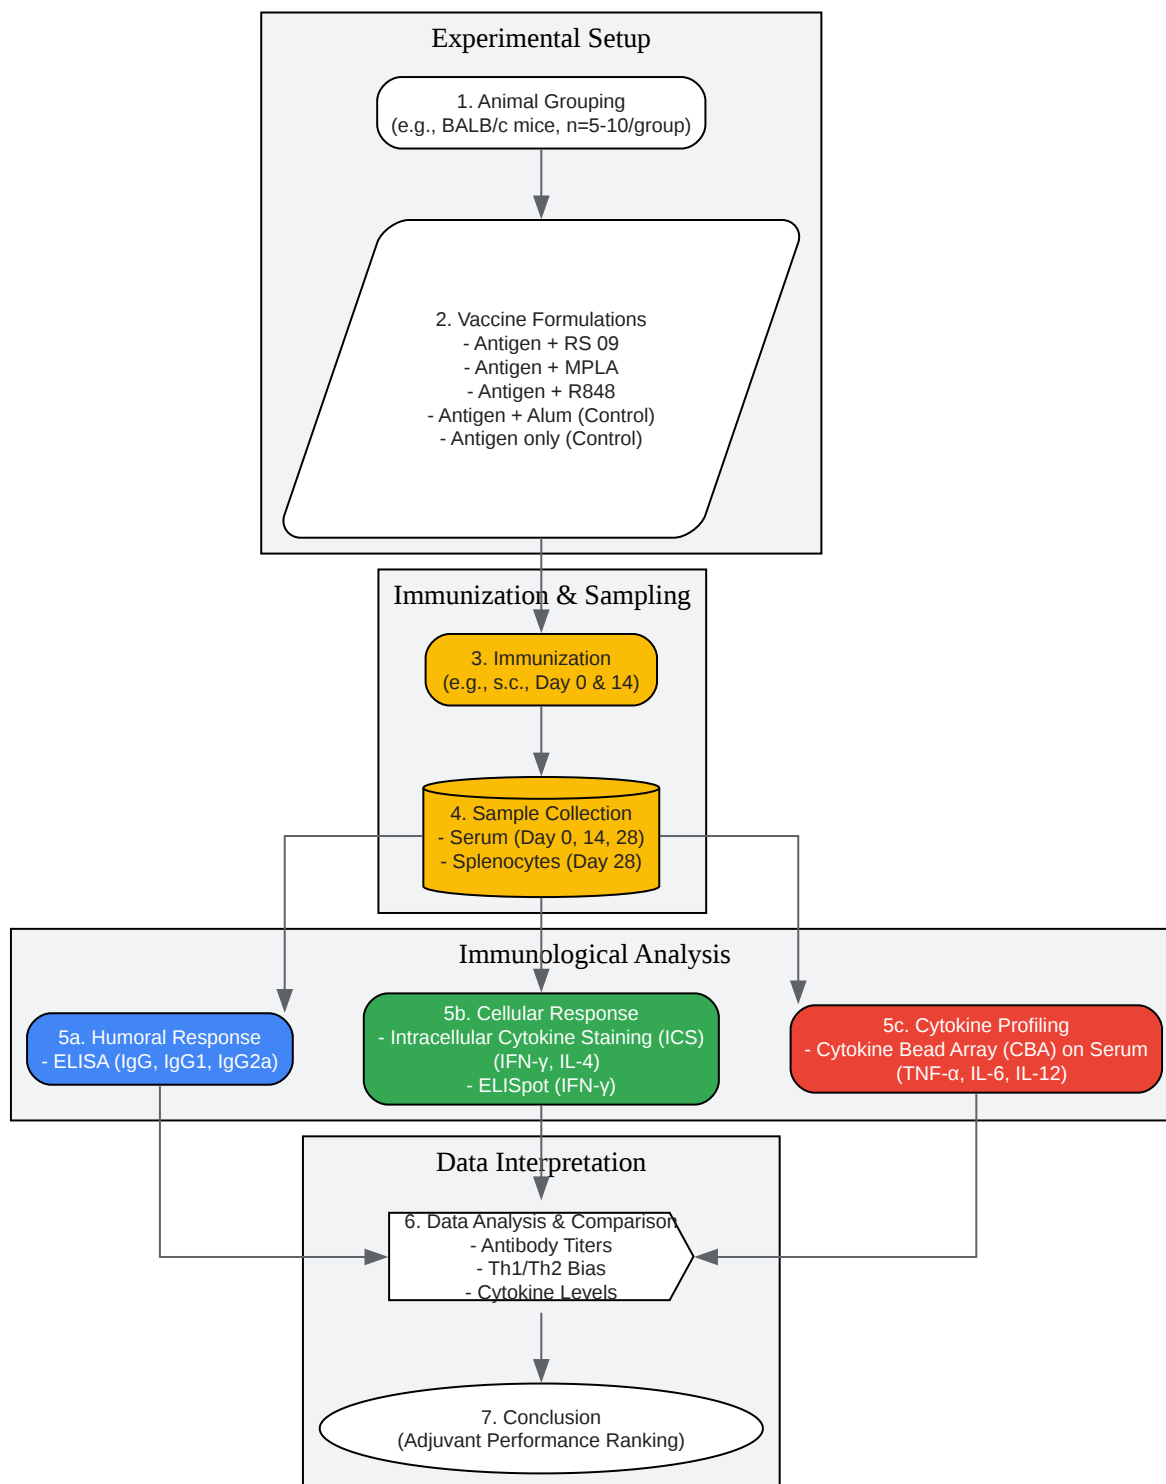 Experimental Setup
1. Animal Grouping
(e.g., BALB/c mice, n=5-10/group)
2. Vaccine Formulations
- Antigen + RS 09
- Antigen + MPLA
- Antigen + R848
- Antigen + Alum (Control)
- Antigen only (Control)
Immunization & Sampling
3. Immunization
(e.g., s.c., Day 0 & 14)
4. Sample Collection
- Serum (Day 0, 14, 28)
- Splenocytes (Day 28)
Immunological Analysis
5a. Humoral Response
- ELISA (IgG, IgG1, IgG2a)
5b. Cellular Response
- Intracellular Cytokine Staining (ICS)
(IFN-γ, IL-4)
- ELISpot (IFN-γ)
5c. Cytokine Profiling
- Cytokine Bead Array (CBA) on Serum
(TNF-α, IL-6, IL-12)
Data Interpretation
6. Data Analysis & Comparison
- Antibody Titers
- Th1/Th2 Bias
- Cytokine Levels
7. Conclusion
(Adjuvant Performance Ranking)